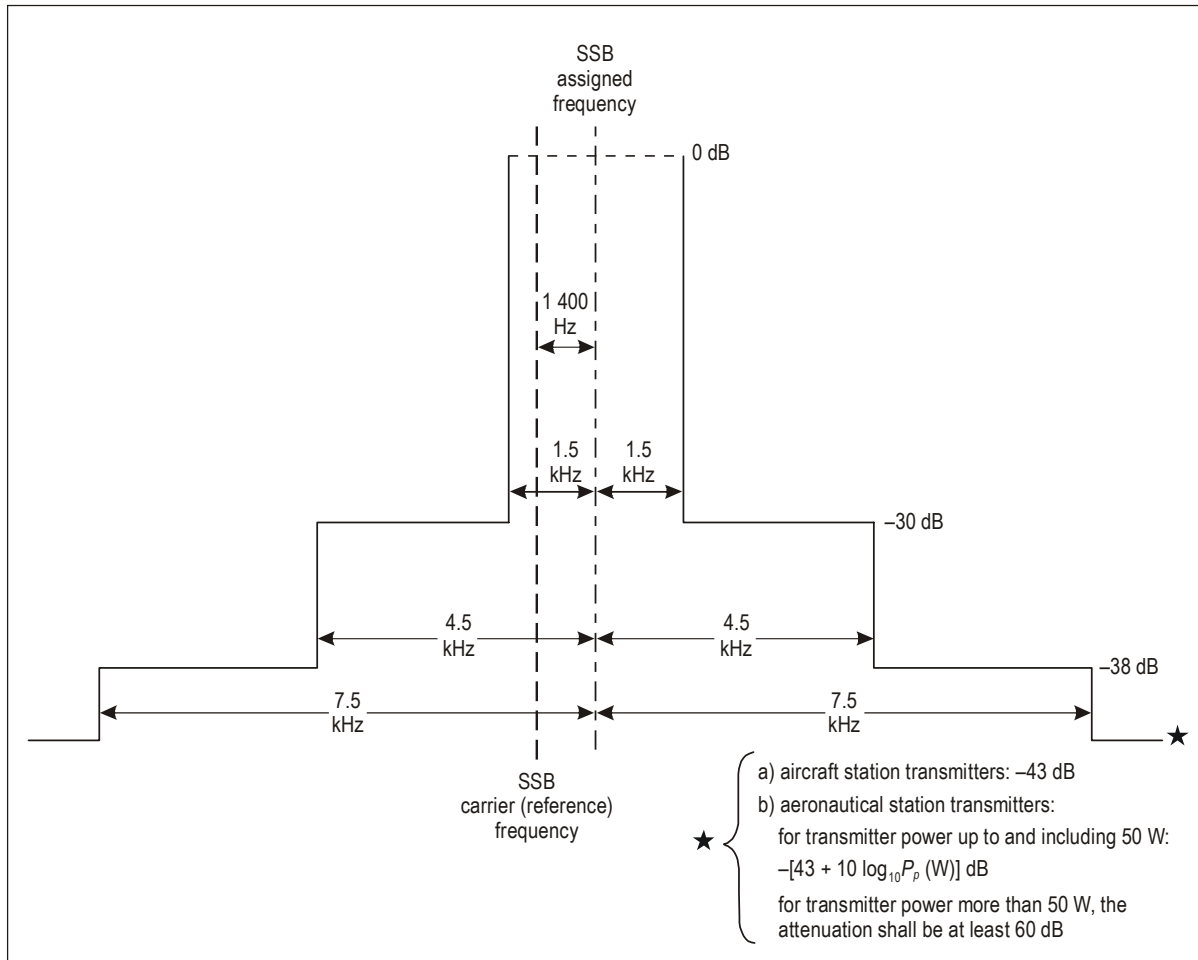 SSB
assigned
frequency
0 dB
1 400
Hz
1.5
kHz
1.5
kHz
–30 dB
4.5
kHz
4.5
kHz
–38 dB
7.5
kHz
7.5
kHz
★
SSB
carrier (reference)
frequency
★
a) aircraft station transmitters: –43 dB
b) aeronautical station transmitters:
for transmitter power up to and including 50 W:
–[43 + 10 log₁₀Pₚ (W)] dB
for transmitter power more than 50 W, the
attenuation shall be at least 60 dB